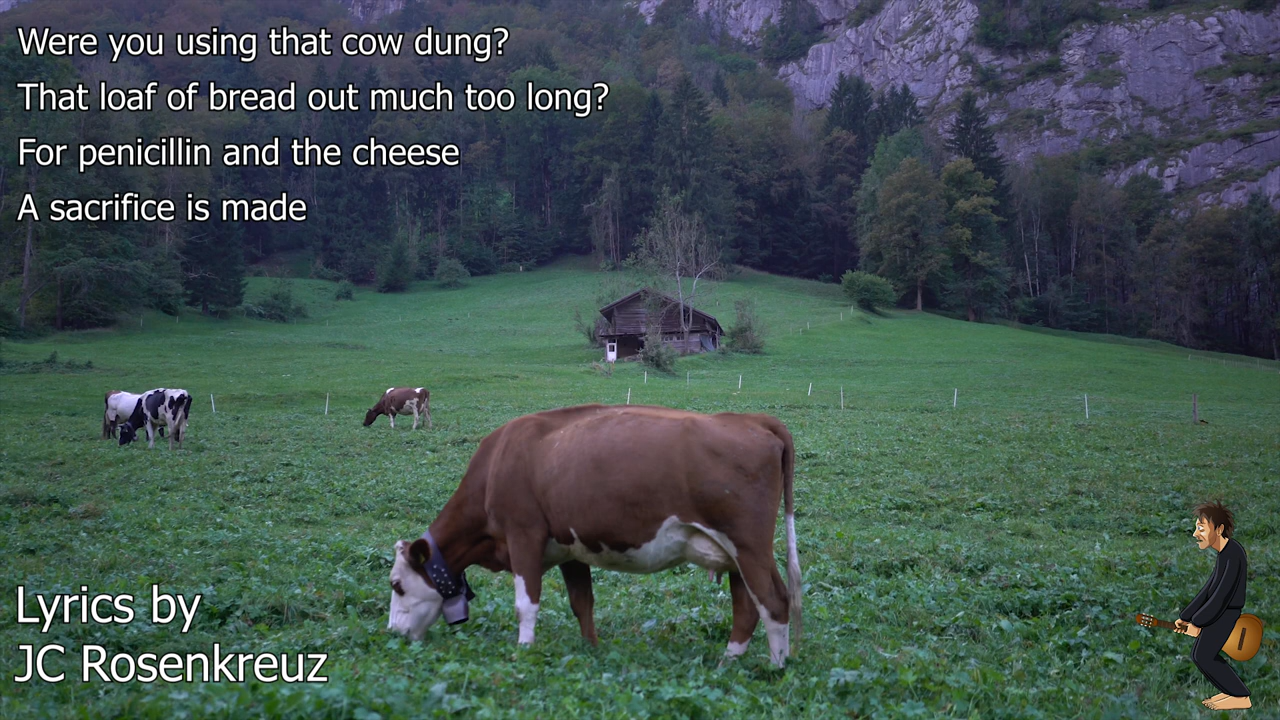 Were you using that cow dung?
That loaf of bread out much too long?
For penicillin and the cheese
A sacrifice is made
Lyrics by
JC Rosenkreuz